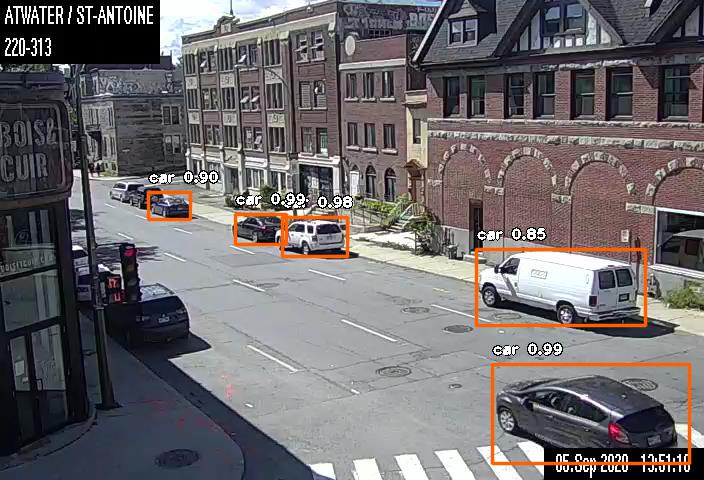 ATWATER / ST-ANTOINE
220-313
BOIS&
CUIR
car 0.90
car 0.99
0.98
car 0.85
car 0.99
05.Sep 2020 13:51:10